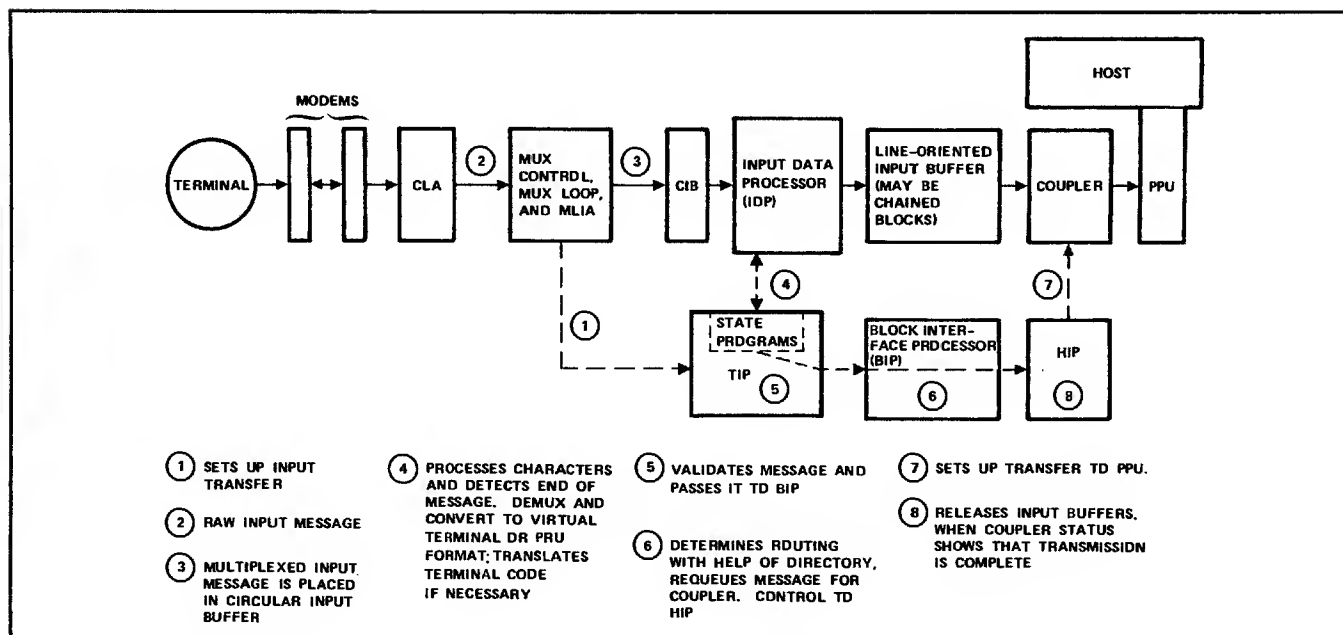 HOST
MODEMS
TERMINAL
CLA
2
MUX
CONTRDL,
MUX LOOP,
AND MLIA
3
CIB
INPUT DATA
PROCESSOR
(IDP)
LINE-ORIENTED
INPUT BUFFER
(MAY BE
CHAINED
BLOCKS)
COUPLER
PPU
1
4
7
STATE
PRDGRAMS
TIP
5
BLOCK INTER-
FACE PRDCESSOR
(BIP)
6
HIP
8
1 SETS UP INPUT
TRANSFER
2 RAW INPUT MESSAGE
3 MULTIPLEXED INPUT
MESSAGE IS PLACED
IN CIRCULAR INPUT
BUFFER
4 PROCESSES CHARACTERS
AND DETECTS END OF
MESSAGE. DEMUX AND
CONVERT TO VIRTUAL
TERMINAL DR PRU
FORMAT; TRANSLATES
TERMINAL CODE
IF NECESSARY
5 VALIDATES MESSAGE AND
PASSES IT TD BIP
6 DETERMINES RDUTING
WITH HELP OF DIRECTORY,
REQUEUES MESSAGE FOR
COUPLER. CONTROL TD
HIP
7 SETS UP TRANSFER TD PPU.
8 RELEASES INPUT BUFFERS,
WHEN COUPLER STATUS
SHOWS THAT TRANSMISSIDN
IS COMPLETE